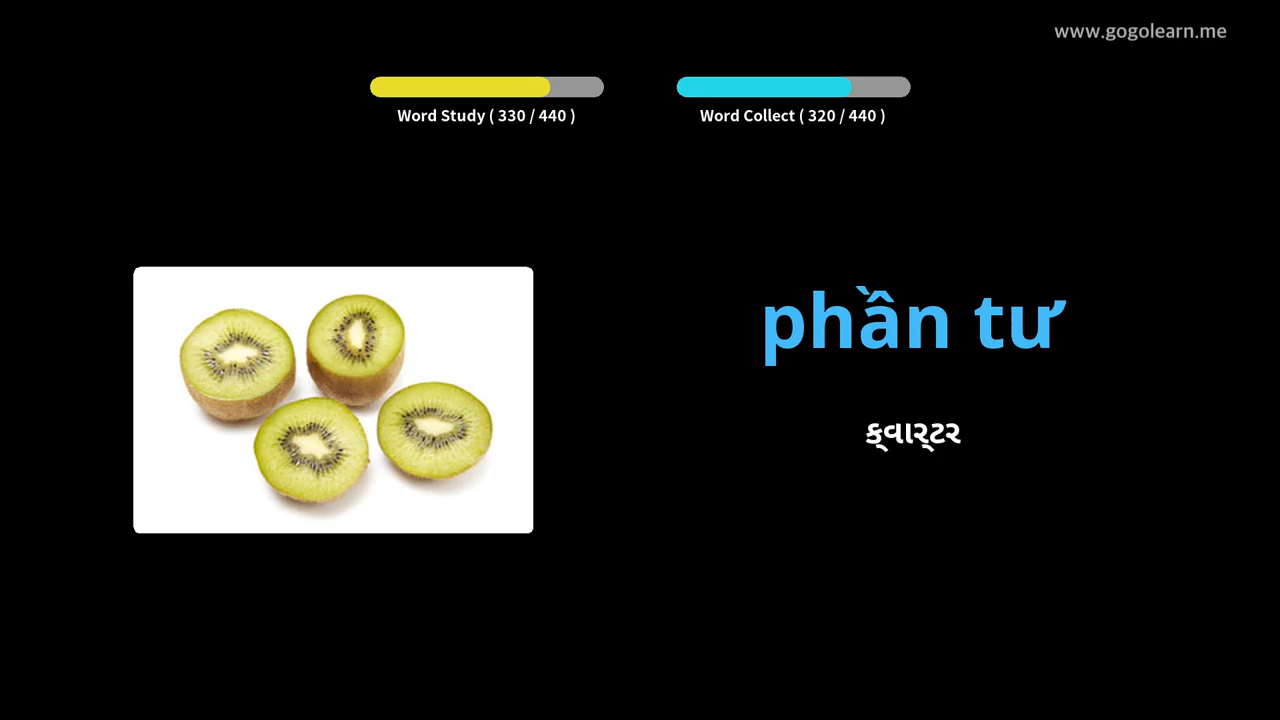 www.gogolearn.me
Word Study ( 330 / 440 )
Word Collect ( 320 / 440 )
phần tư
ક્વાર્ટર